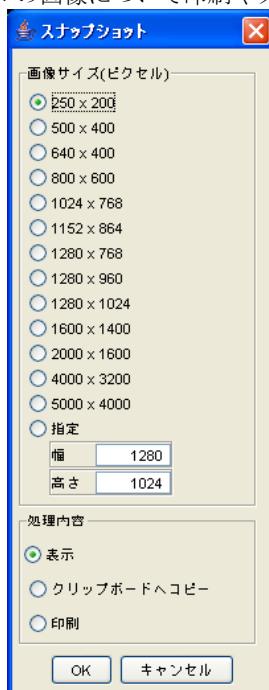 スナップショット
画像サイズ(ピクセル)
250 x 200
500 x 400
640 x 400
800 x 600
1024 x 768
1152 x 864
1280 x 768
1280 x 960
1280 x 1024
1600 x 1400
2000 x 1600
4000 x 3200
5000 x 4000
指定
幅 1280
高さ 1024
処理内容
表示
クリップボードへコピー
印刷
OK キャンセル